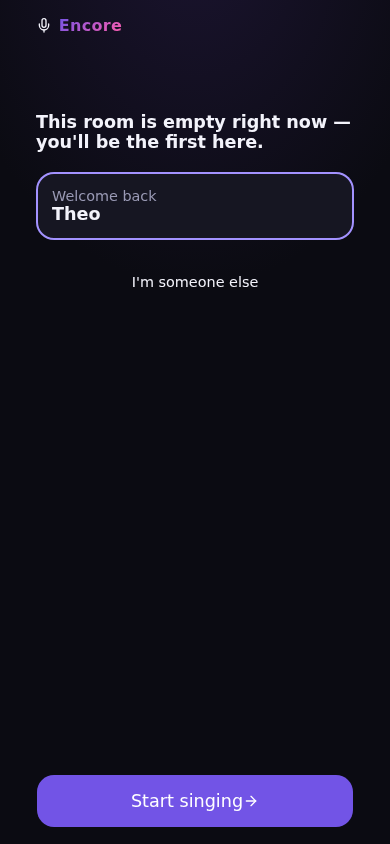 Encore
This room is empty right now —
you'll be the first here.
Welcome back
Theo
I'm someone else
Start singing→